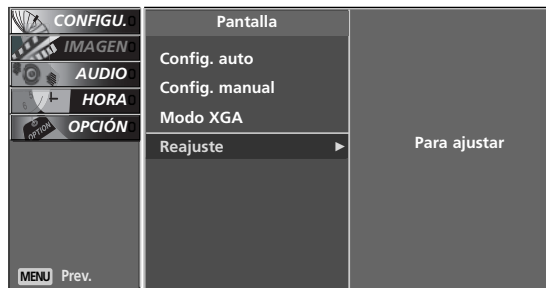 CONFIGU.
IMAGEN
AUDIO
HORA
OPCIÓN
MENU Prev.
Pantalla
Config. auto
Config. manual
Modo XGA
Reajuste ►
Para ajustar